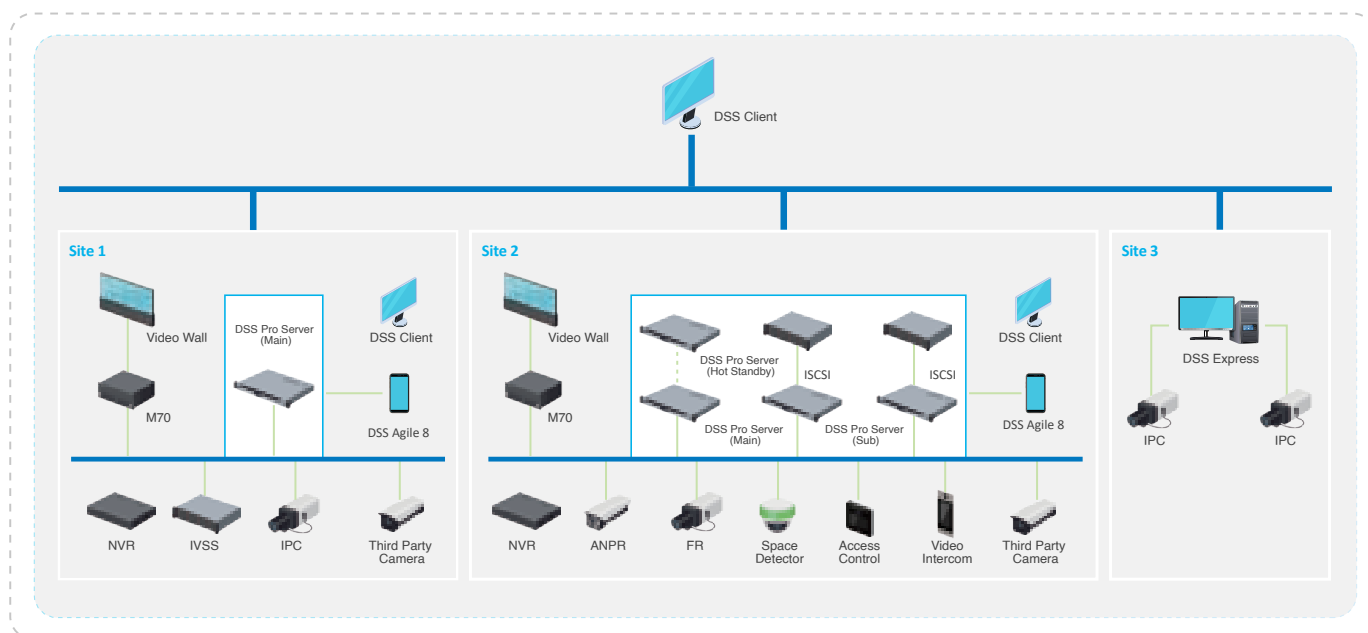 DSS Client
Site 1
Video Wall
M70
DSS Pro Server
(Main)
DSS Client
DSS Agile 8
NVR
IVSS
IPC
Third Party
Camera
Site 2
Video Wall
M70
DSS Pro Server
(Hot Standby)
ISCSI
ISCSI
DSS Pro Server
(Main)
DSS Pro Server
(Sub)
DSS Client
DSS Agile 8
NVR
ANPR
FR
Space
Detector
Access
Control
Video
Intercom
Third Party
Camera
Site 3
DSS Express
IPC
IPC